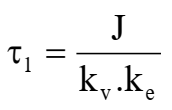 τ₁ = J / (kᵥ.kₑ)